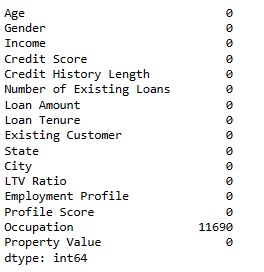 Age 0
Gender 0
Income 0
Credit Score 0
Credit History Length 0
Number of Existing Loans 0
Loan Amount 0
Loan Tenure 0
Existing Customer 0
State 0
City 0
LTV Ratio 0
Employment Profile 0
Profile Score 0
Occupation 11690
Property Value 0
dtype: int64